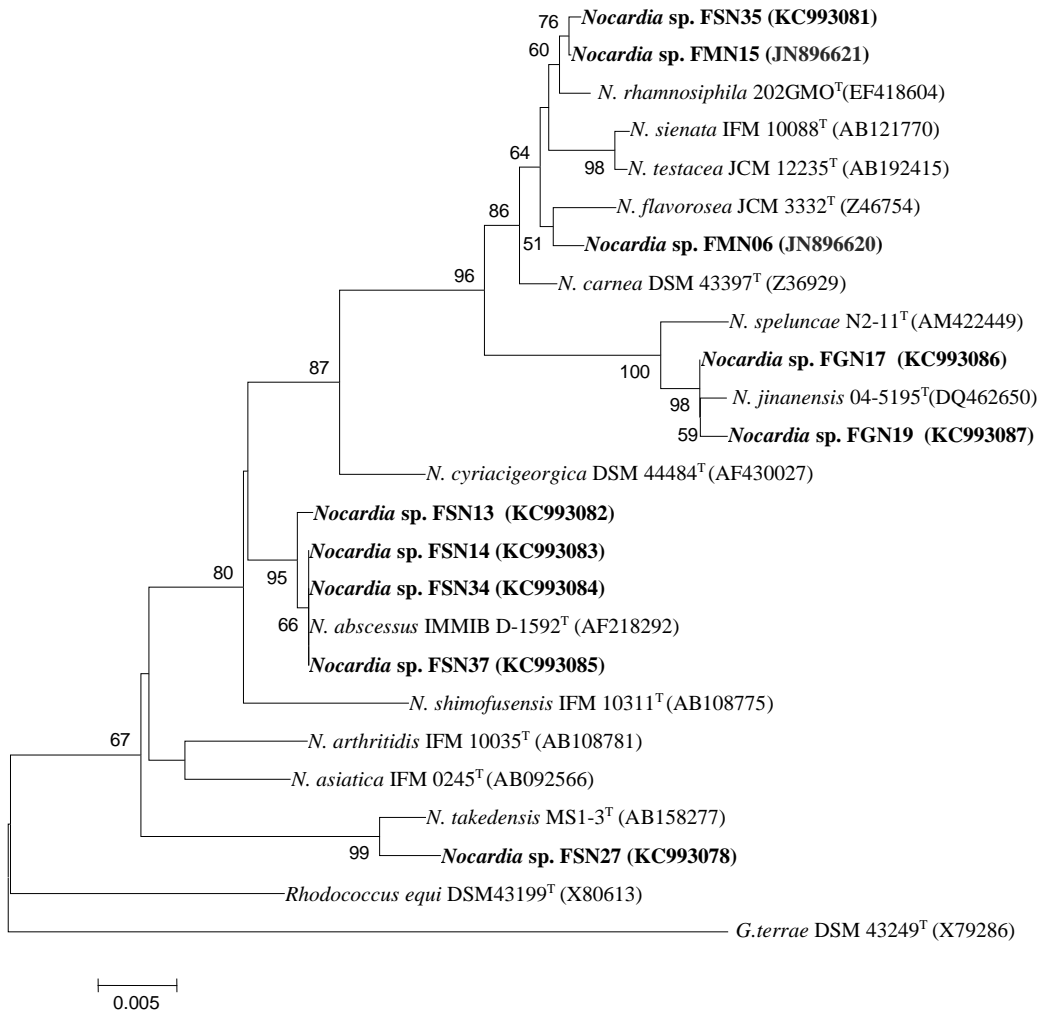 76
Nocardia sp. FSN35 (KC993081)
60
Nocardia sp. FMN15 (JN896621)
N. rhamnosiphila 202GMOT(EF418604)
N. sienata IFM 10088T (AB121770)
64
98
N. testacea JCM 12235T (AB192415)
86
N. flavorosea JCM 3332T (Z46754)
51
Nocardia sp. FMN06 (JN896620)
96
N. carnea DSM 43397T (Z36929)
N. speluncae N2-11T (AM422449)
87
100
Nocardia sp. FGN17 (KC993086)
98
N. jinanensis 04-5195T(DQ462650)
59
Nocardia sp. FGN19 (KC993087)
N. cyriacigeorgica DSM 44484T (AF430027)
Nocardia sp. FSN13 (KC993082)
Nocardia sp. FSN14 (KC993083)
80
95
Nocardia sp. FSN34 (KC993084)
66
N. abscessus IMMIB D-1592T (AF218292)
Nocardia sp. FSN37 (KC993085)
N. shimofusensis IFM 10311T (AB108775)
67
N. arthritidis IFM 10035T (AB108781)
N. asiatica IFM 0245T (AB092566)
N. takedensis MS1-3T (AB158277)
99
Nocardia sp. FSN27 (KC993078)
Rhodococcus equi DSM43199T (X80613)
G.terrae DSM 43249T (X79286)
0.005